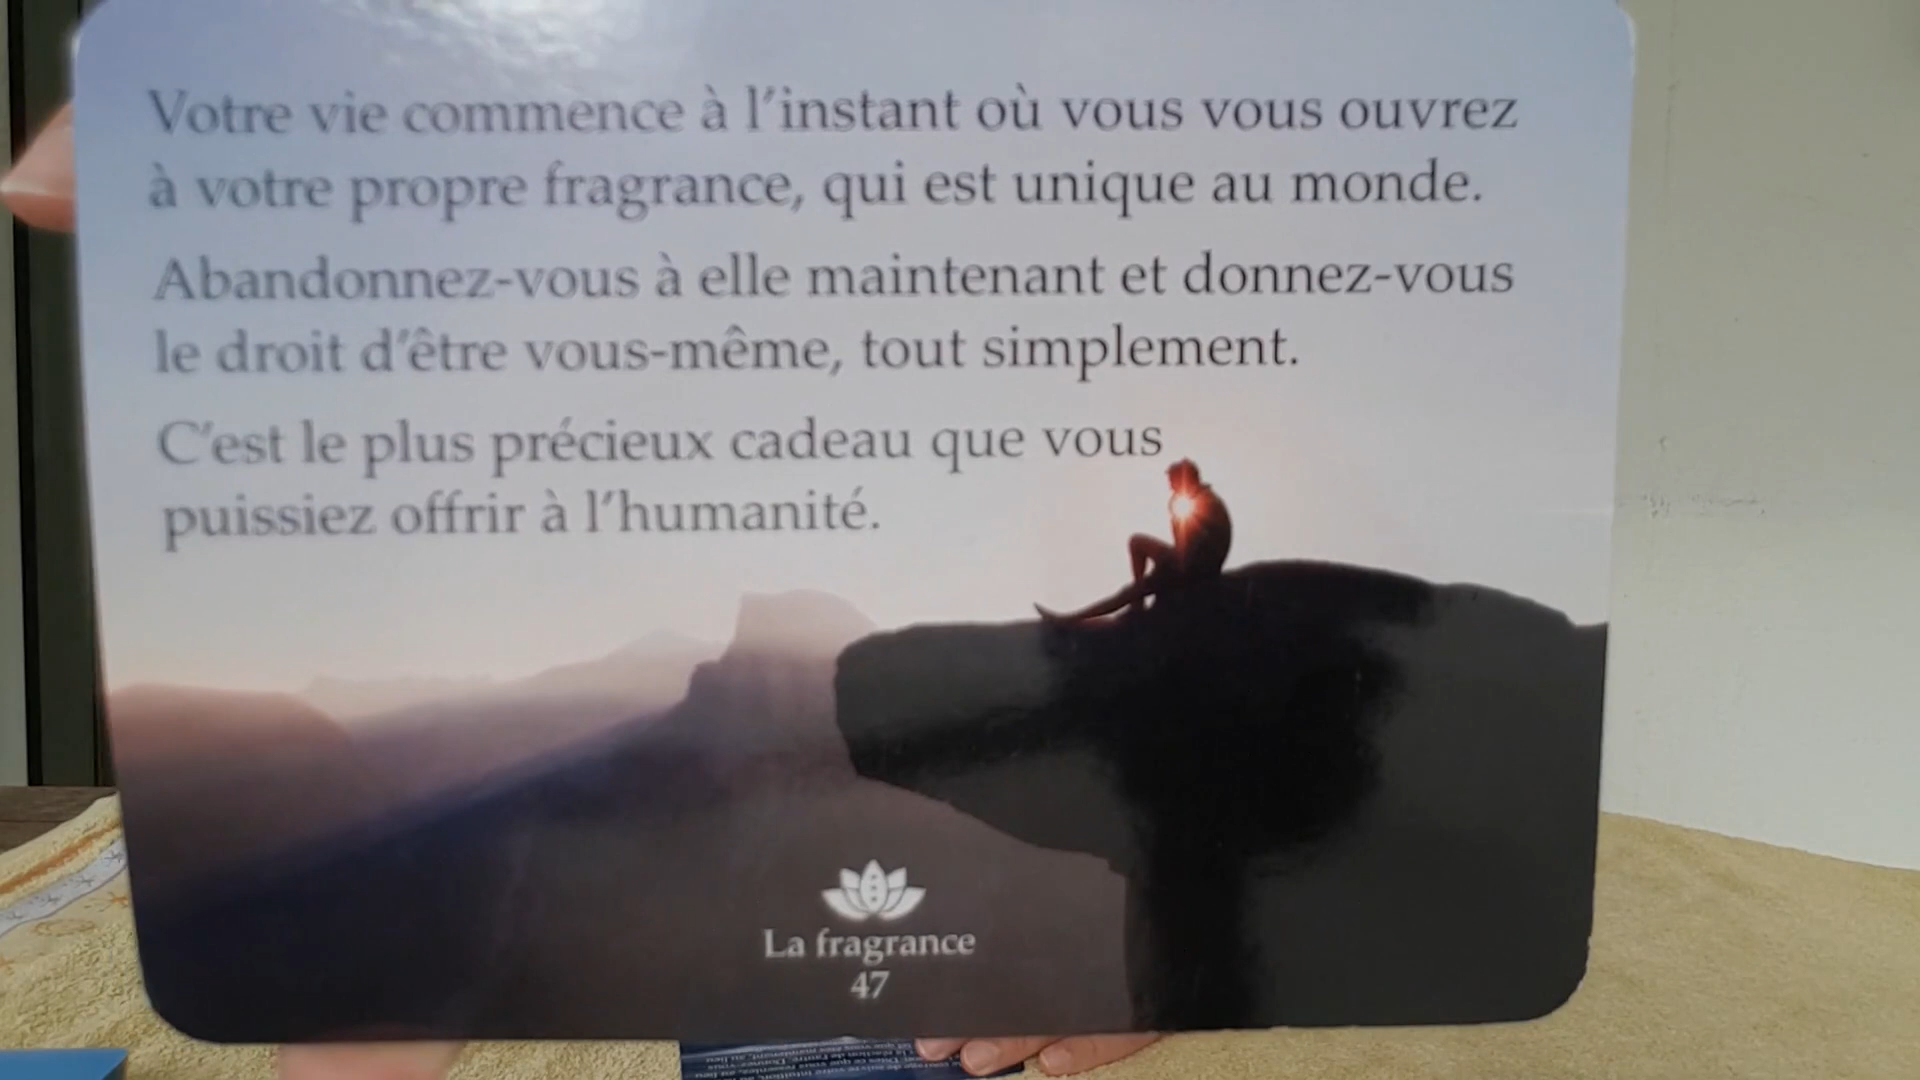 Votre vie commence à l'instant où vous vous ouvrez
à votre propre fragrance, qui est unique au monde.
Abandonnez-vous à elle maintenant et donnez-vous
le droit d'être vous-même, tout simplement.
C'est le plus précieux cadeau que vous
puissiez offrir à l'humanité.
La fragrance
47